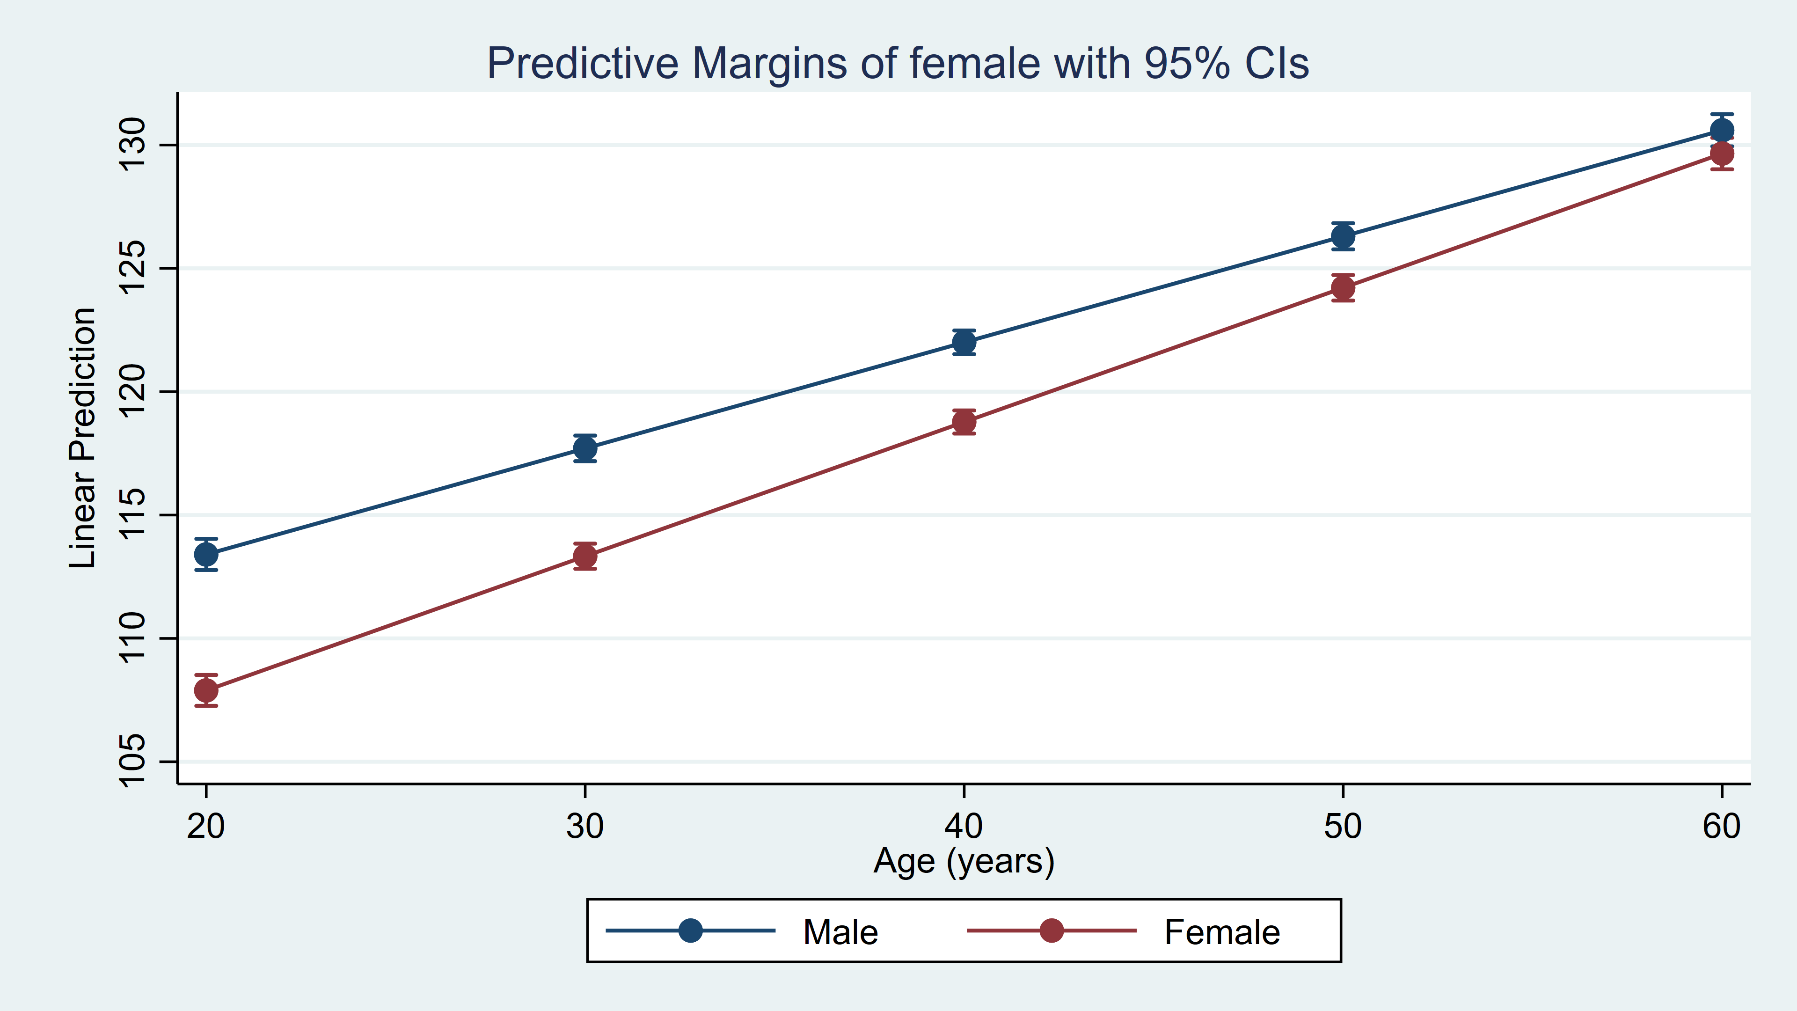 Predictive Margins of female with 95% CIs
Linear Prediction
130
125
120
115
110
105
20 30 40 50 60
Age (years)
Male Female